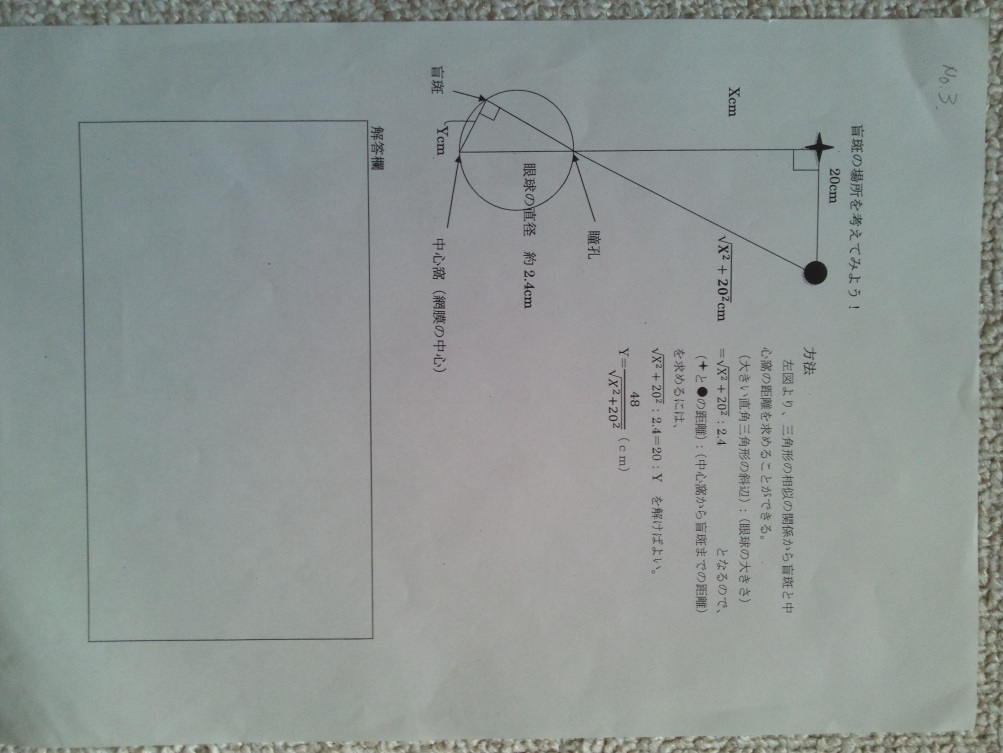 No.3.
盲斑の場所を考えてみよう！
20cm
Xcm
√X² + 20²cm
瞳孔
眼球の直径　約 2.4cm
Ycm
盲斑
中心窩（網膜の中心）
方法
左図より、三角形の相似の関係から盲斑と中
心窩の距離を求めることができる。
（大きい直角三角形の斜辺）：（眼球の大きさ）
=√X² + 20² : 2.4　となるので、
（✦と●の距離）：（中心窩から盲斑までの距離）
を求めるには、
√X² + 20² : 2.4=20 : Y　を解けばよい。
Y=48/√X²+20²（ｃｍ）
解答欄